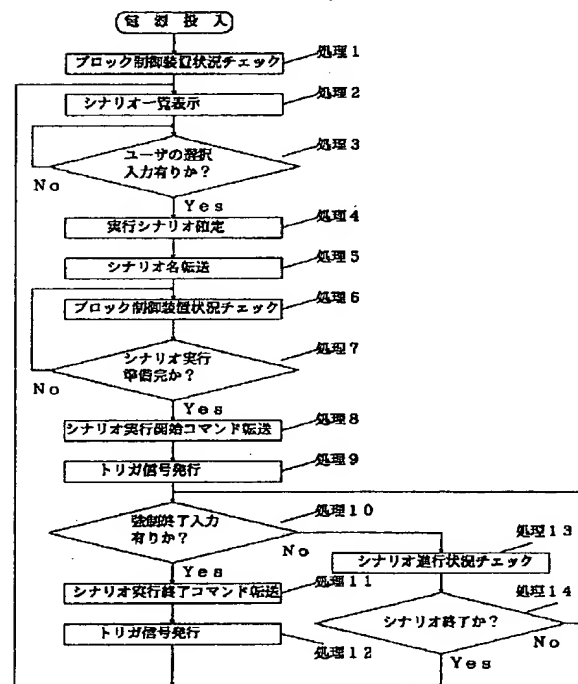 電源投入
ブロック制御装置状況チェック
処理1
シナリオ一覧表示
処理2
ユーザの選択
入力有りか?
処理3
No
Yes
実行シナリオ確定
処理4
シナリオ名転送
処理5
ブロック制御装置状況チェック
処理6
シナリオ実行
準備完か?
処理7
No
Yes
シナリオ実行開始コマンド転送
処理8
トリガ信号発行
処理9
強制終了入力
有りか?
処理10
No
Yes
シナリオ進行状況チェック
処理13
シナリオ実行終了コマンド転送
処理11
シナリオ終了か?
処理14
No
Yes
トリガ信号発行
処理12